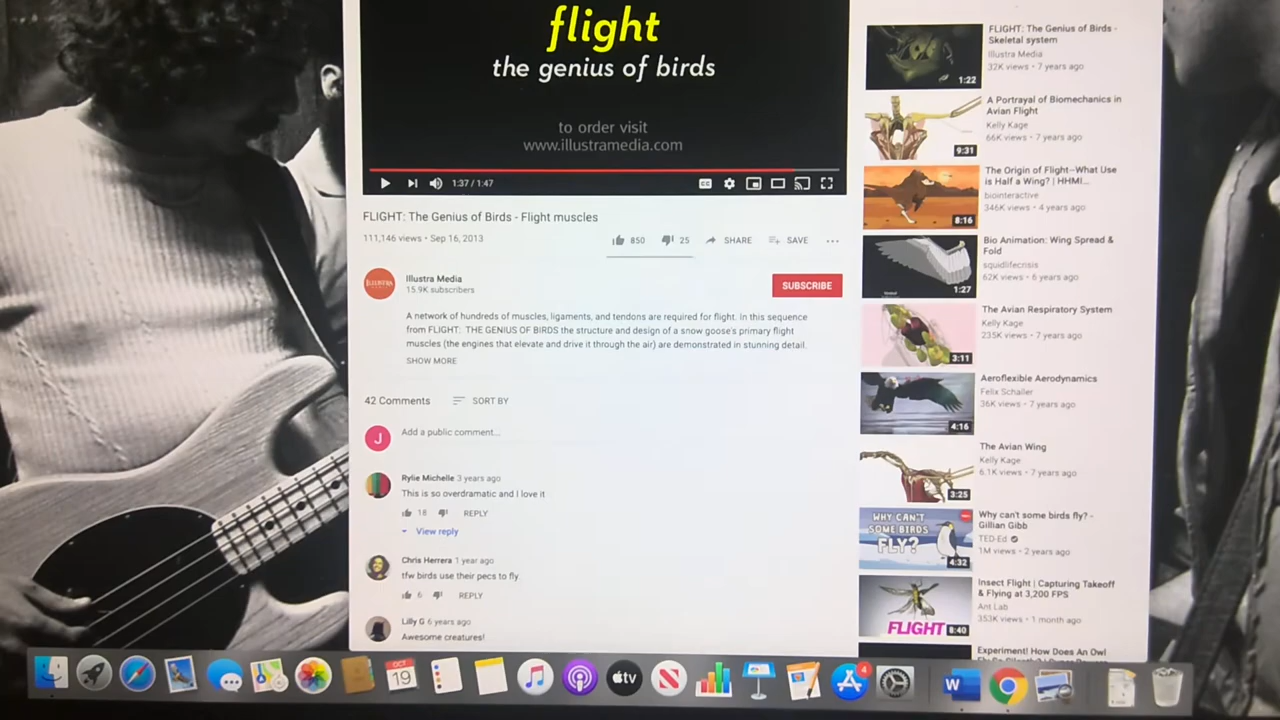 flight
the genius of birds
to order visit
www.illustramedia.com
1:37 / 1:47
CC
FLIGHT: The Genius of Birds - Flight muscles
111,146 views • Sep 16, 2013
850
25
SHARE
SAVE
ILLUSTRA
Illustra Media
15.9K subscribers
SUBSCRIBE
A network of hundreds of muscles, ligaments, and tendons are required for flight. In this sequence
from FLIGHT: THE GENIUS OF BIRDS the structure and design of a snow goose's primary flight
muscles (the engines that elevate and drive it through the air) are demonstrated in stunning detail.
SHOW MORE
42 Comments
SORT BY
J
Add a public comment...
Rylie Michelle 3 years ago
This is so overdramatic and I love it
18
REPLY
View reply
Chris Herrera 1 year ago
tfw birds use their pecs to fly
6
REPLY
Lilly G 6 years ago
Awesome creatures!
FLIGHT: The Genius of Birds -
Skeletal system
Illustra Media
32K views • 7 years ago
1:22
A Portrayal of Biomechanics in
Avian Flight
Kelly Kage
66K views • 7 years ago
9:31
The Origin of Flight--What Use
is Half a Wing? | HHMI...
biointeractive
346K views • 4 years ago
8:16
Bio Animation: Wing Spread &
Fold
squidlifecrisis
62K views • 6 years ago
1:27
The Avian Respiratory System
Kelly Kage
235K views • 7 years ago
3:11
Aeroflexible Aerodynamics
Felix Schaller
36K views • 7 years ago
4:16
The Avian Wing
Kelly Kage
6.1K views • 7 years ago
3:25
WHY CAN'T
SOME BIRDS
FLY?
4:32
Why can't some birds fly? -
Gillian Gibb
TED-Ed
1M views • 2 years ago
Insect Flight | Capturing Takeoff
& Flying at 3,200 FPS
Ant Lab
353K views • 1 month ago
FLIGHT
8:40
Experiment! How Does An Owl
OCT
19
tv
4
W